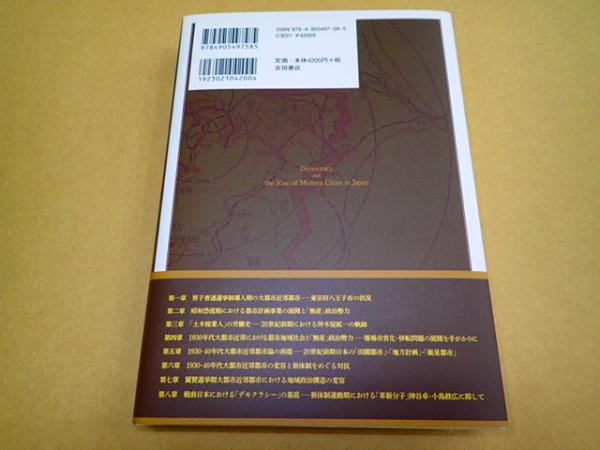 ISBN 978-4-905497-58-5
C3021 ¥4200E
定価：本体4200円+税
吉田書店
9784905497585
1923021042004
Democracy
and
the Rise of Modern Cities in Japan
第一章 男子普通選挙制導入期の大都市近郊都市──東京府八王子市の状況
第二章 昭和恐慌期における都市計画事業の展開と「無産」政治勢力
第三章 「土木稼業人」の労働史──20世紀前期における仲木屋鉱一の軌跡
第四章 1930年代大都市近郊における都市地域社会と「無産」政治勢力──屠場市営化・移転問題の展開を手がかりに
第五章 1930-40年代大都市近郊都市論の前提──20世紀前期日本の「田園都市」・「地方計画」・「衛星都市」
第六章 1930-40年代大都市近郊都市の変容と新体制をめぐる対抗
第七章 翼賛選挙期大都市近郊都市における地域政治構造の変容
第八章 戦前日本における「デモクラシー」の基底──新体制運動期における「革新分子」神谷卓・小島鉄広に即して